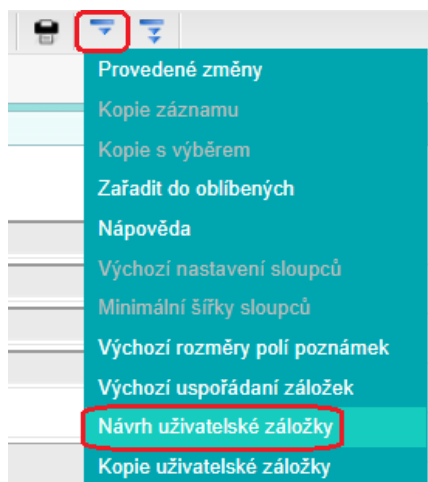 Provedené změny
Kopie záznamu
Kopie s výběrem
Zařadit do oblíbených
Nápověda
Výchozí nastavení sloupců
Minimální šířky sloupců
Výchozí rozměry polí poznámek
Výchozí uspořádaní záložek
Návrh uživatelské záložky
Kopie uživatelské záložky